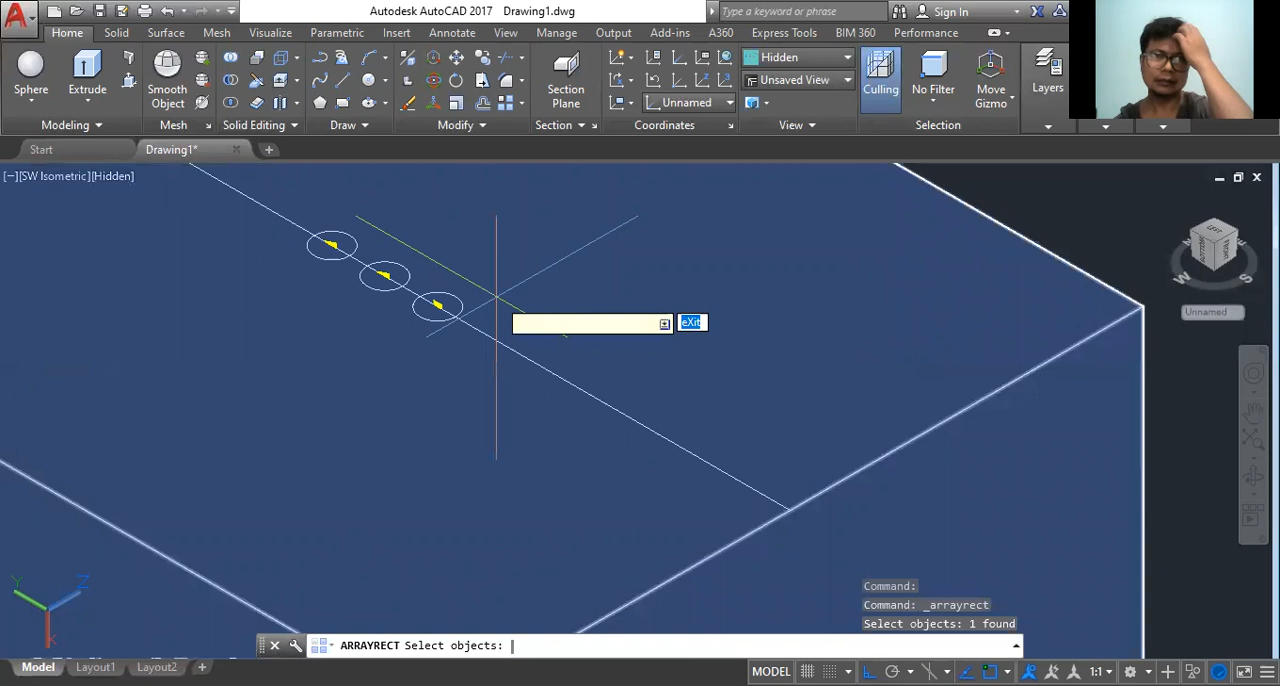 Autodesk AutoCAD 2017 Drawing1.dwg
Type a keyword or phrase
Sign In
Home Solid Surface Mesh Visualize Parametric Insert Annotate View Manage Output Add-ins A360 Express Tools BIM 360 Performance
Sphere Extrude Smooth Object Section Plane Hidden Unsaved View Unnamed Culling No Filter Move Gizmo Layers
Modeling Mesh Solid Editing Draw Modify Section Coordinates View Selection
Start Drawing1*
[−][SW Isometric][Hidden]
LEFT
W S
Unnamed
eXit
Y Z
X
Command:
Command: _arrayrect
Select objects: 1 found
ARRAYRECT Select objects:
Model Layout1 Layout2 +
MODEL 1:1